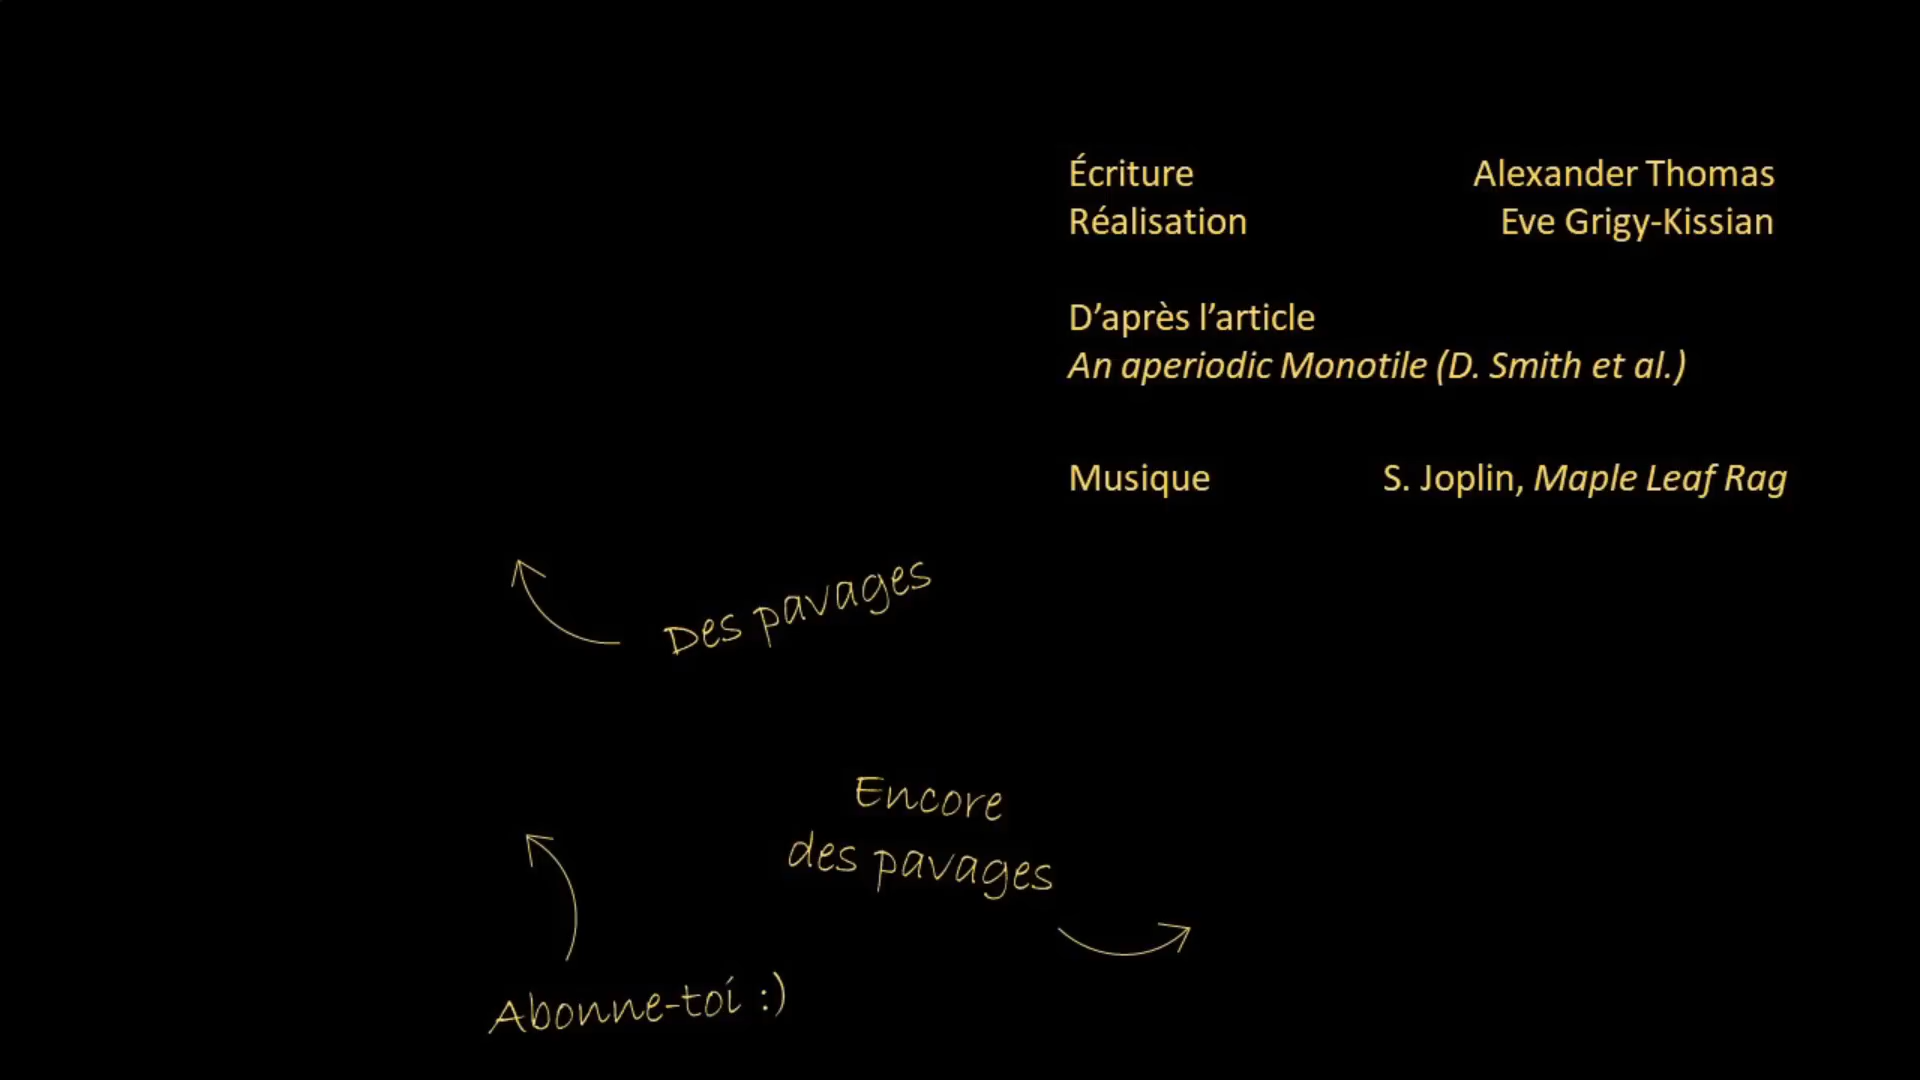 Écriture Alexander Thomas
Réalisation Eve Grigy-Kissian
D’après l’article
An aperiodic Monotile (D. Smith et al.)
Musique S. Joplin, Maple Leaf Rag
Des pavages
Encore
des pavages
Abonne-toi :)